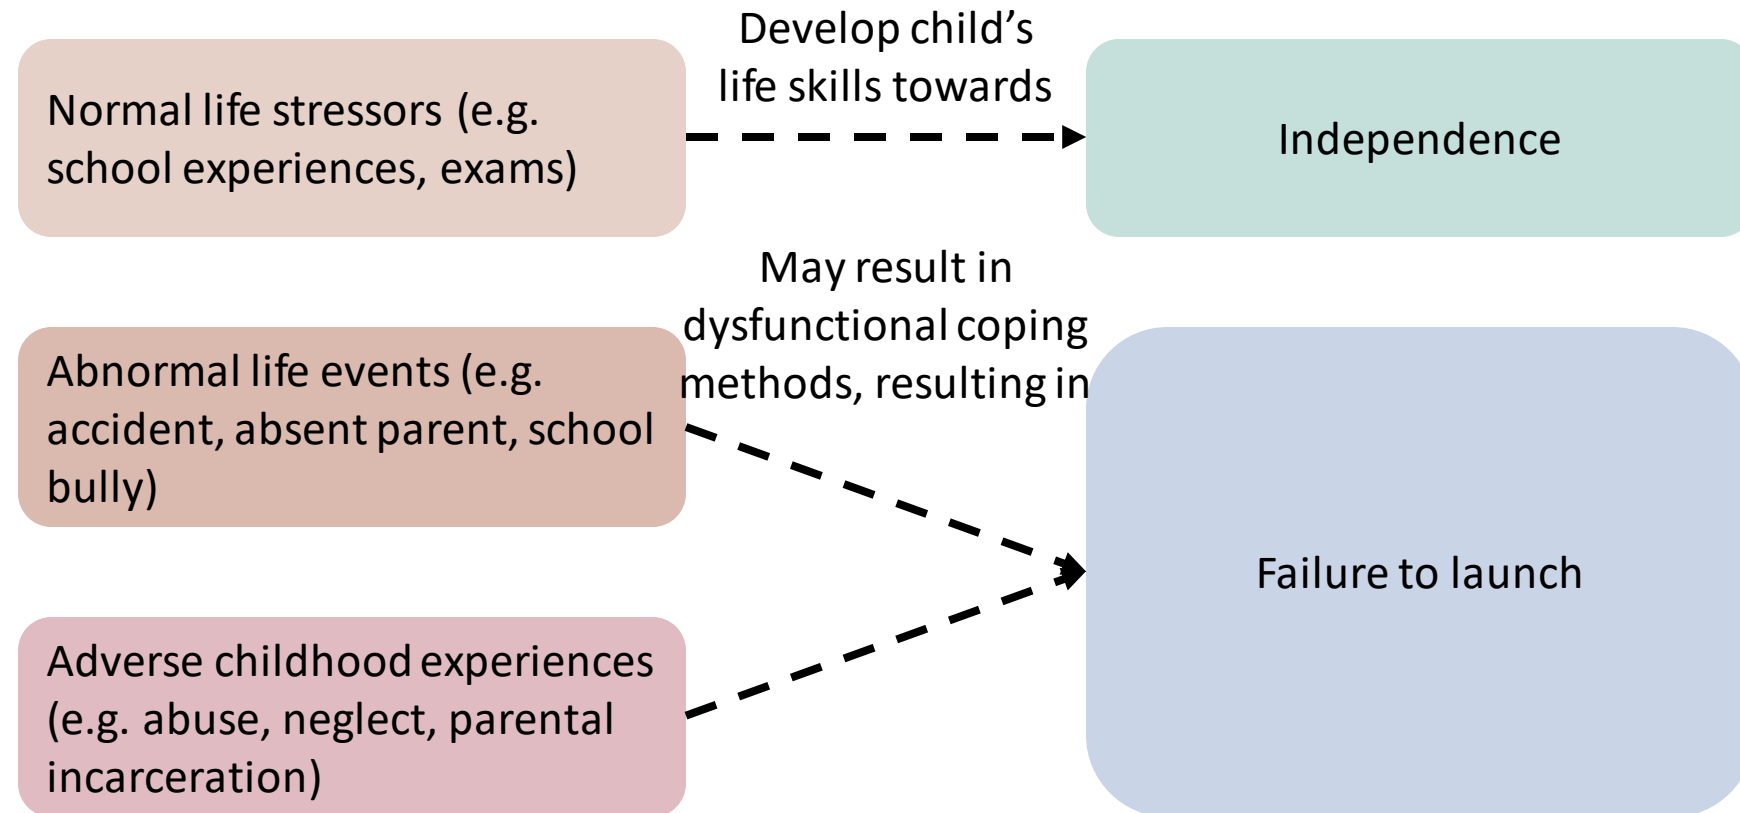 Develop child’s
life skills towards
Normal life stressors (e.g.
school experiences, exams)
Independence
May result in
dysfunctional coping
methods, resulting in
Abnormal life events (e.g.
accident, absent parent, school
bully)
Failure to launch
Adverse childhood experiences
(e.g. abuse, neglect, parental
incarceration)